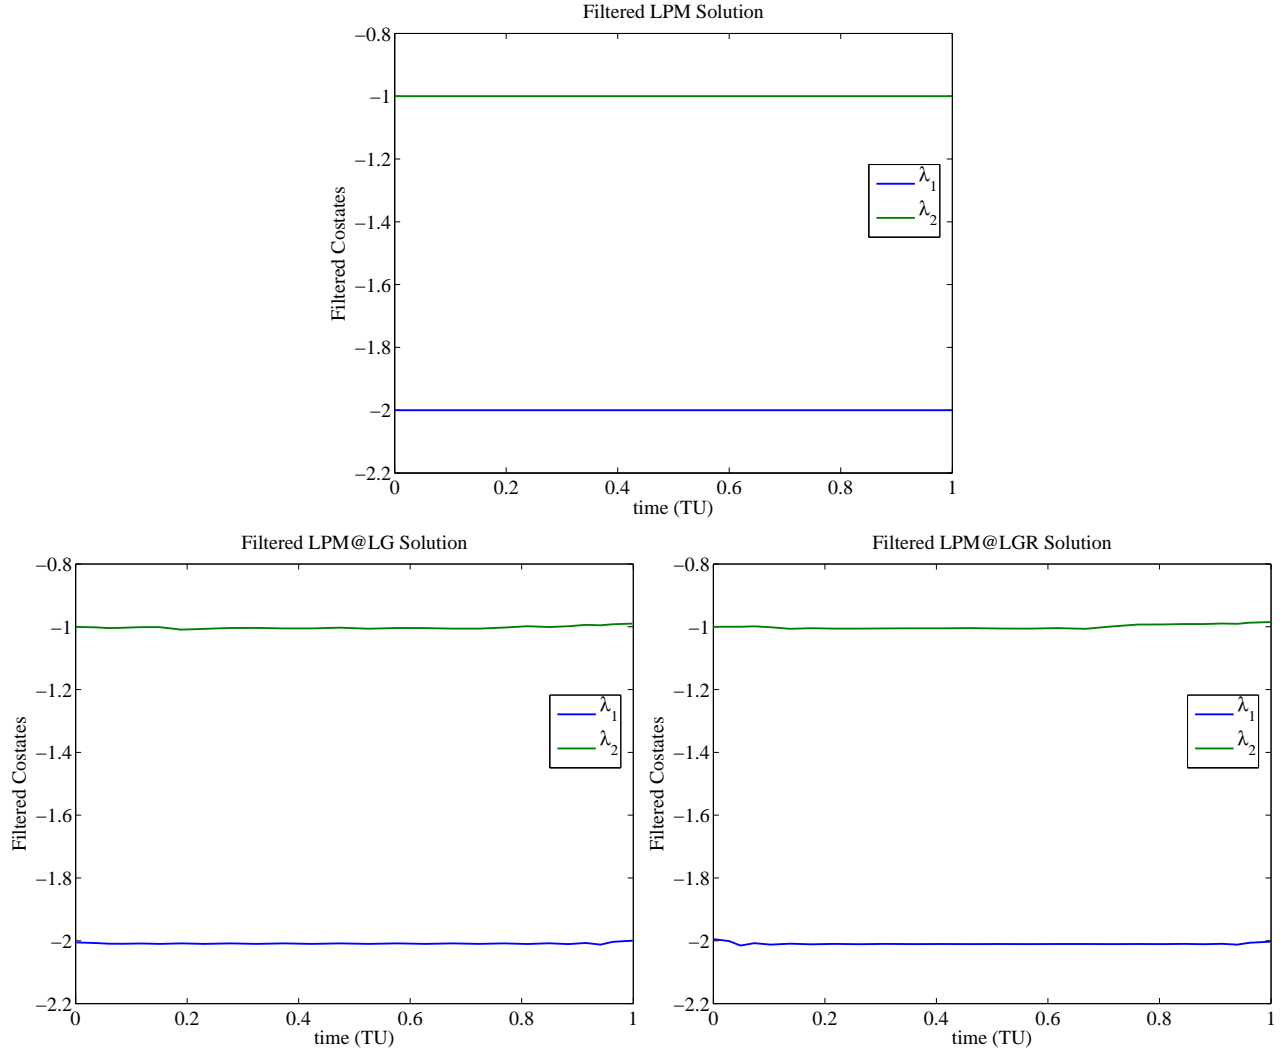 Filtered LPM Solution
−0.8
−1
−1.2
−1.4
−1.6
−1.8
−2
−2.2
Filtered Costates
λ1
λ2
0 0.2 0.4 0.6 0.8 1
time (TU)
Filtered LPM@LG Solution
−0.8
−1
−1.2
−1.4
−1.6
−1.8
−2
−2.2
Filtered Costates
λ1
λ2
0 0.2 0.4 0.6 0.8 1
time (TU)
Filtered LPM@LGR Solution
−0.8
−1
−1.2
−1.4
−1.6
−1.8
−2
−2.2
Filtered Costates
λ1
λ2
0 0.2 0.4 0.6 0.8 1
time (TU)